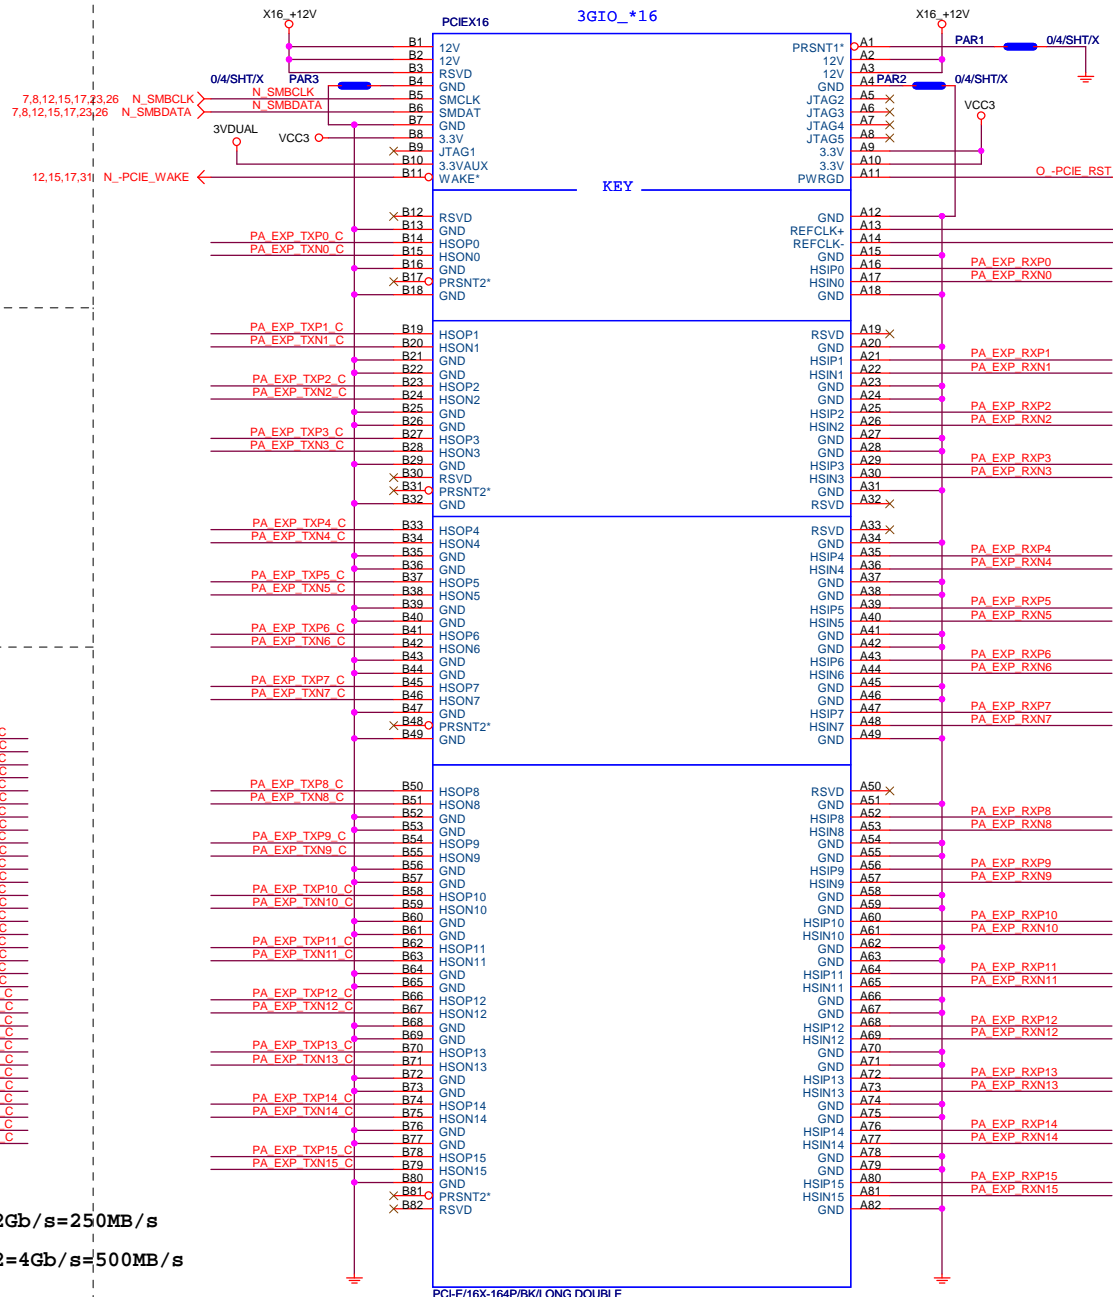 X16_+12V
PCIEX16
3GIO_*16
X16_+12V
B1 12V
PRSNT1* A1
PAR1 0/4/SHT/X
B2 12V
12V A2
B3 RSVD
12V A3
0/4/SHT/X PAR3
B4 GND
GND A4
PAR2 0/4/SHT/X
7,8,12,15,17,23,26 N_SMBCLK N_SMBCLK B5 SMCLK
JTAG2 A5
7,8,12,15,17,23,26 N_SMBDATA N_SMBDATA B6 SMDAT
JTAG3 A6
VCC3
B7 GND
JTAG4 A7
3VDUAL
VCC3 B8 3.3V
JTAG5 A8
B9 JTAG1
3.3V A9
B10 3.3VAUX
3.3V A10
12,15,17,31 N_-PCIE_WAKE B11 WAKE*
PWRGD A11 O_-PCIE_RST
KEY
B12 RSVD
GND A12
B13 GND
REFCLK+ A13
PA_EXP_TXP0_C B14 HSOP0
REFCLK- A14
PA_EXP_TXN0_C B15 HSON0
GND A15
B16 GND
HSIP0 A16 PA_EXP_RXP0
B17 PRSNT2*
HSIN0 A17 PA_EXP_RXN0
B18 GND
GND A18
PA_EXP_TXP1_C B19 HSOP1
RSVD A19
PA_EXP_TXN1_C B20 HSON1
GND A20
B21 GND
HSIP1 A21 PA_EXP_RXP1
B22 GND
HSIN1 A22 PA_EXP_RXN1
PA_EXP_TXP2_C B23 HSOP2
GND A23
PA_EXP_TXN2_C B24 HSON2
GND A24
B25 GND
HSIP2 A25 PA_EXP_RXP2
B26 GND
HSIN2 A26 PA_EXP_RXN2
PA_EXP_TXP3_C B27 HSOP3
GND A27
PA_EXP_TXN3_C B28 HSON3
GND A28
B29 GND
HSIP3 A29 PA_EXP_RXP3
B30 RSVD
HSIN3 A30 PA_EXP_RXN3
B31 PRSNT2*
GND A31
B32 GND
RSVD A32
PA_EXP_TXP4_C B33 HSOP4
RSVD A33
PA_EXP_TXN4_C B34 HSON4
GND A34
B35 GND
HSIP4 A35 PA_EXP_RXP4
B36 GND
HSIN4 A36 PA_EXP_RXN4
PA_EXP_TXP5_C B37 HSOP5
GND A37
PA_EXP_TXN5_C B38 HSON5
GND A38
B39 GND
HSIP5 A39 PA_EXP_RXP5
B40 GND
HSIN5 A40 PA_EXP_RXN5
PA_EXP_TXP6_C B41 HSOP6
GND A41
PA_EXP_TXN6_C B42 HSON6
GND A42
B43 GND
HSIP6 A43 PA_EXP_RXP6
B44 GND
HSIN6 A44 PA_EXP_RXN6
PA_EXP_TXP7_C B45 HSOP7
GND A45
PA_EXP_TXN7_C B46 HSON7
GND A46
B47 GND
HSIP7 A47 PA_EXP_RXP7
B48 PRSNT2*
HSIN7 A48 PA_EXP_RXN7
B49 GND
GND A49
PA_EXP_TXP8_C B50 HSOP8
RSVD A50
PA_EXP_TXN8_C B51 HSON8
GND A51
B52 GND
HSIP8 A52 PA_EXP_RXP8
B53 GND
HSIN8 A53 PA_EXP_RXN8
PA_EXP_TXP9_C B54 HSOP9
GND A54
PA_EXP_TXN9_C B55 HSON9
GND A55
B56 GND
HSIP9 A56 PA_EXP_RXP9
B57 GND
HSIN9 A57 PA_EXP_RXN9
PA_EXP_TXP10_C B58 HSOP10
GND A58
PA_EXP_TXN10_C B59 HSON10
GND A59
B60 GND
HSIP10 A60 PA_EXP_RXP10
B61 GND
HSIN10 A61 PA_EXP_RXN10
PA_EXP_TXP11_C B62 HSOP11
GND A62
PA_EXP_TXN11_C B63 HSON11
GND A63
B64 GND
HSIP11 A64 PA_EXP_RXP11
B65 GND
HSIN11 A65 PA_EXP_RXN11
PA_EXP_TXP12_C B66 HSOP12
GND A66
PA_EXP_TXN12_C B67 HSON12
GND A67
B68 GND
HSIP12 A68 PA_EXP_RXP12
B69 GND
HSIN12 A69 PA_EXP_RXN12
PA_EXP_TXP13_C B70 HSOP13
GND A70
PA_EXP_TXN13_C B71 HSON13
GND A71
B72 GND
HSIP13 A72 PA_EXP_RXP13
B73 GND
HSIN13 A73 PA_EXP_RXN13
PA_EXP_TXP14_C B74 HSOP14
GND A74
PA_EXP_TXN14_C B75 HSON14
GND A75
B76 GND
HSIP14 A76 PA_EXP_RXP14
B77 GND
HSIN14 A77 PA_EXP_RXN14
PA_EXP_TXP15_C B78 HSOP15
GND A78
PA_EXP_TXN15_C B79 HSON15
GND A79
B80 GND
HSIP15 A80 PA_EXP_RXP15
B81 PRSNT2*
HSIN15 A81 PA_EXP_RXN15
B82 RSVD
GND A82
2Gb/s=250MB/s
2=4Gb/s=500MB/s
PCI-E/16X-164P/BK/LONG DOUBLE